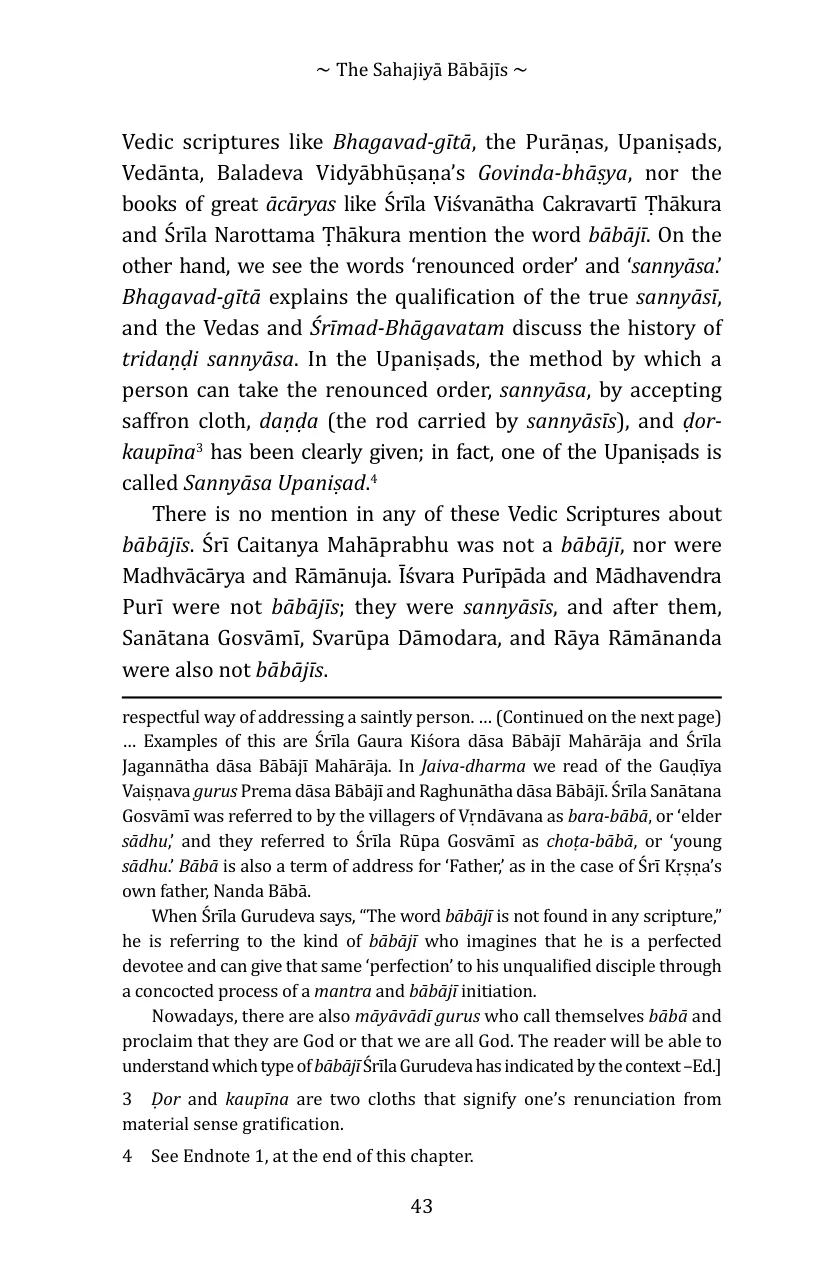 ~ The Sahajiyā Bābājīs ~
Vedic scriptures like Bhagavad-gītā, the Purāṇas, Upaniṣads,
Vedānta, Baladeva Vidyābhūṣaṇa’s Govinda-bhāṣya, nor the
books of great ācāryas like Śrīla Viśvanātha Cakravartī Ṭhākura
and Śrīla Narottama Ṭhākura mention the word bābājī. On the
other hand, we see the words ‘renounced order’ and ‘sannyāsa.’
Bhagavad-gītā explains the qualification of the true sannyāsī,
and the Vedas and Śrīmad-Bhāgavatam discuss the history of
tridaṇḍi sannyāsa. In the Upaniṣads, the method by which a
person can take the renounced order, sannyāsa, by accepting
saffron cloth, daṇḍa (the rod carried by sannyāsīs), and ḍor-
kaupīna³ has been clearly given; in fact, one of the Upaniṣads is
called Sannyāsa Upaniṣad.⁴
There is no mention in any of these Vedic Scriptures about
bābājīs. Śrī Caitanya Mahāprabhu was not a bābājī, nor were
Madhvācārya and Rāmānuja. Īśvara Purīpāda and Mādhavendra
Purī were not bābājīs; they were sannyāsīs, and after them,
Sanātana Gosvāmī, Svarūpa Dāmodara, and Rāya Rāmānanda
were also not bābājīs.
respectful way of addressing a saintly person. … (Continued on the next page)
… Examples of this are Śrīla Gaura Kiśora dāsa Bābājī Mahārāja and Śrīla
Jagannātha dāsa Bābājī Mahārāja. In Jaiva-dharma we read of the Gauḍīya
Vaiṣṇava gurus Prema dāsa Bābājī and Raghunātha dāsa Bābājī. Śrīla Sanātana
Gosvāmī was referred to by the villagers of Vṛndāvana as bara-bābā, or ‘elder
sādhu,’ and they referred to Śrīla Rūpa Gosvāmī as choṭa-bābā, or ‘young
sādhu.’ Bābā is also a term of address for ‘Father,’ as in the case of Śrī Kṛṣṇa’s
own father, Nanda Bābā.
When Śrīla Gurudeva says, “The word bābājī is not found in any scripture,”
he is referring to the kind of bābājī who imagines that he is a perfected
devotee and can give that same ‘perfection’ to his unqualified disciple through
a concocted process of a mantra and bābājī initiation.
Nowadays, there are also māyāvādī gurus who call themselves bābā and
proclaim that they are God or that we are all God. The reader will be able to
understand which type of bābājī Śrīla Gurudeva has indicated by the context –Ed.]
3 Ḍor and kaupīna are two cloths that signify one’s renunciation from
material sense gratification.
4 See Endnote 1, at the end of this chapter.
43